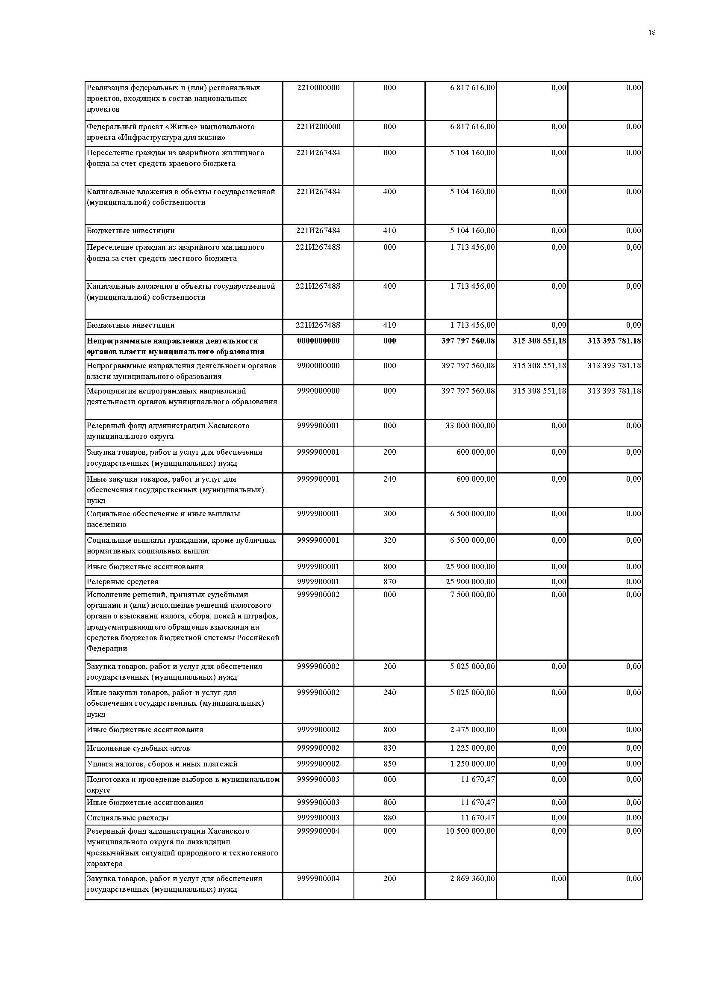 18
Реализация федеральных и (или) региональных 2210000000 000 6 817 616,00 0,00 0,00
проектов, входящих в состав национальных
проектов
Федеральный проект «Жилье» национального 221И200000 000 6 817 616,00 0,00 0,00
проекта «Инфраструктура для жизни»
Переселение граждан из аварийного жилищного 221И267484 000 5 104 160,00 0,00 0,00
фонда за счет средств краевого бюджета
Капитальные вложения в объекты государственной 221И267484 400 5 104 160,00 0,00 0,00
(муниципальной) собственности
Бюджетные инвестиции 221И267484 410 5 104 160,00 0,00 0,00
Переселение граждан из аварийного жилищного 221И26748S 000 1 713 456,00 0,00 0,00
фонда за счет средств местного бюджета
Капитальные вложения в объекты государственной 221И26748S 400 1 713 456,00 0,00 0,00
(муниципальной) собственности
Бюджетные инвестиции 221И26748S 410 1 713 456,00 0,00 0,00
Непрограммные направления деятельности 0000000000 000 397 797 560,08 315 308 551,18 313 393 781,18
органов власти муниципального образования
Непрограммные направления деятельности органов 9900000000 000 397 797 560,08 315 308 551,18 313 393 781,18
власти муниципального образования
Мероприятия непрограммных направлений 9990000000 000 397 797 560,08 315 308 551,18 313 393 781,18
деятельности органов муниципального образования
Резервный фонд администрации Хасанского 9999900001 000 33 000 000,00 0,00 0,00
муниципального округа
Закупка товаров, работ и услуг для обеспечения 9999900001 200 600 000,00 0,00 0,00
государственных (муниципальных) нужд
Иные закупки товаров, работ и услуг для 9999900001 240 600 000,00 0,00 0,00
обеспечения государственных (муниципальных)
нужд
Социальное обеспечение и иные выплаты 9999900001 300 6 500 000,00 0,00 0,00
населению
Социальные выплаты гражданам, кроме публичных 9999900001 320 6 500 000,00 0,00 0,00
нормативных социальных выплат
Иные бюджетные ассигнования 9999900001 800 25 900 000,00 0,00 0,00
Резервные средства 9999900001 870 25 900 000,00 0,00 0,00
Исполнение решений, принятых судебными 9999900002 000 7 500 000,00 0,00 0,00
органами и (или) исполнение решений налогового
органа о взыскании налога, сбора, пеней и штрафов,
предусматривающего обращение взыскания на
средства бюджетов бюджетной системы Российской
Федерации
Закупка товаров, работ и услуг для обеспечения 9999900002 200 5 025 000,00 0,00 0,00
государственных (муниципальных) нужд
Иные закупки товаров, работ и услуг для 9999900002 240 5 025 000,00 0,00 0,00
обеспечения государственных (муниципальных)
нужд
Иные бюджетные ассигнования 9999900002 800 2 475 000,00 0,00 0,00
Исполнение судебных актов 9999900002 830 1 225 000,00 0,00 0,00
Уплата налогов, сборов и иных платежей 9999900002 850 1 250 000,00 0,00 0,00
Подготовка и проведение выборов в муниципальном 9999900003 000 11 670,47 0,00 0,00
округе
Иные бюджетные ассигнования 9999900003 800 11 670,47 0,00 0,00
Специальные расходы 9999900003 880 11 670,47 0,00 0,00
Резервный фонд администрации Хасанского 9999900004 000 10 500 000,00 0,00 0,00
муниципального округа по ликвидации
чрезвычайных ситуаций природного и техногенного
характера
Закупка товаров, работ и услуг для обеспечения 9999900004 200 2 869 360,00 0,00 0,00
государственных (муниципальных) нужд